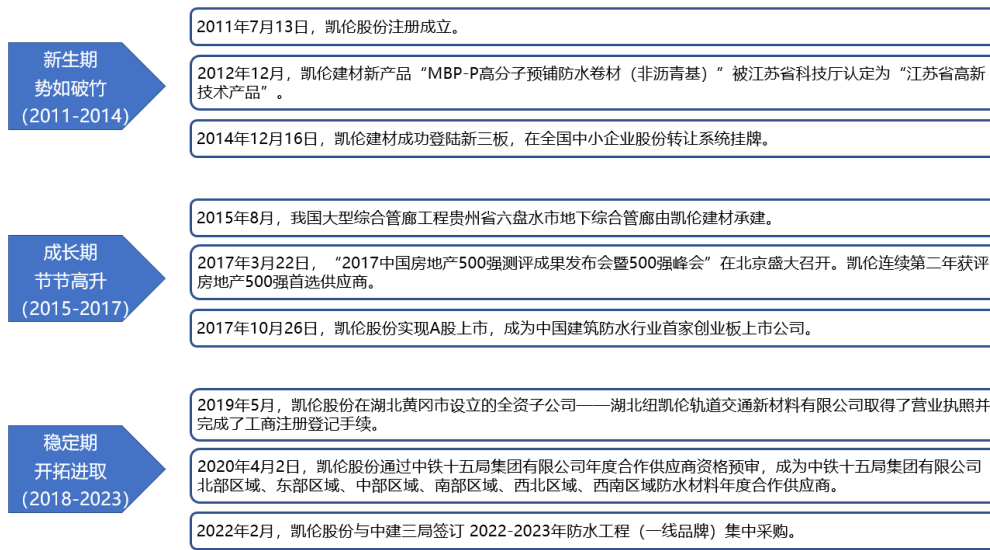 新生期
势如破竹
（2011-2014）
2011年7月13日，凯伦股份注册成立。
2012年12月，凯伦建材新产品“MBP-P高分子预铺防水卷材（非沥青基）”被江苏省科技厅认定为“江苏省高新
技术产品”。
2014年12月16日，凯伦建材成功登陆新三板，在全国中小企业股份转让系统挂牌。
成长期
节节高升
（2015-2017）
2015年8月，我国大型综合管廊工程贵州省六盘水市地下综合管廊由凯伦建材承建。
2017年3月22日，“2017中国房地产500强测评成果发布会暨500强峰会”在北京盛大召开。凯伦连续第二年获评
房地产500强首选供应商。
2017年10月26日，凯伦股份实现A股上市，成为中国建筑防水行业首家创业板上市公司。
稳定期
开拓进取
（2018-2023）
2019年5月，凯伦股份在湖北黄冈市设立的全资子公司——湖北纽凯伦轨道交通新材料有限公司取得了营业执照并
完成了工商注册登记手续。
2020年4月2日，凯伦股份通过中铁十五局集团有限公司年度合作供应商资格预审，成为中铁十五局集团有限公司
北部区域、东部区域、中部区域、南部区域、西北区域、西南区域防水材料年度合作供应商。
2022年2月，凯伦股份与中建三局签订 2022-2023年防水工程（一线品牌）集中采购。